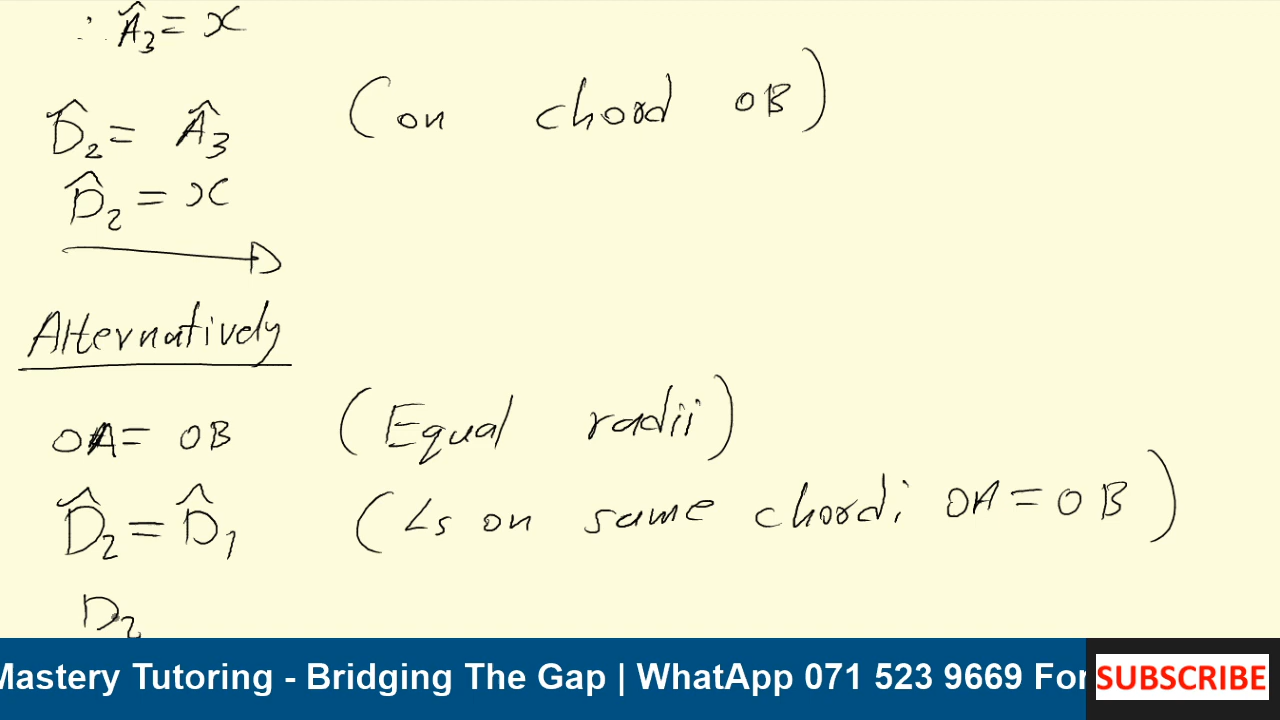 ∴ Â₃ = x
D̂₂ = Â₃ (on chord OB)
D̂₂ = x
Alternatively
OA = OB (Equal radii)
D̂₂ = D̂₁ (∠s on same chord; OA = OB)
D₂
Mastery Tutoring - Bridging The Gap | WhatApp 071 523 9669 For
SUBSCRIBE